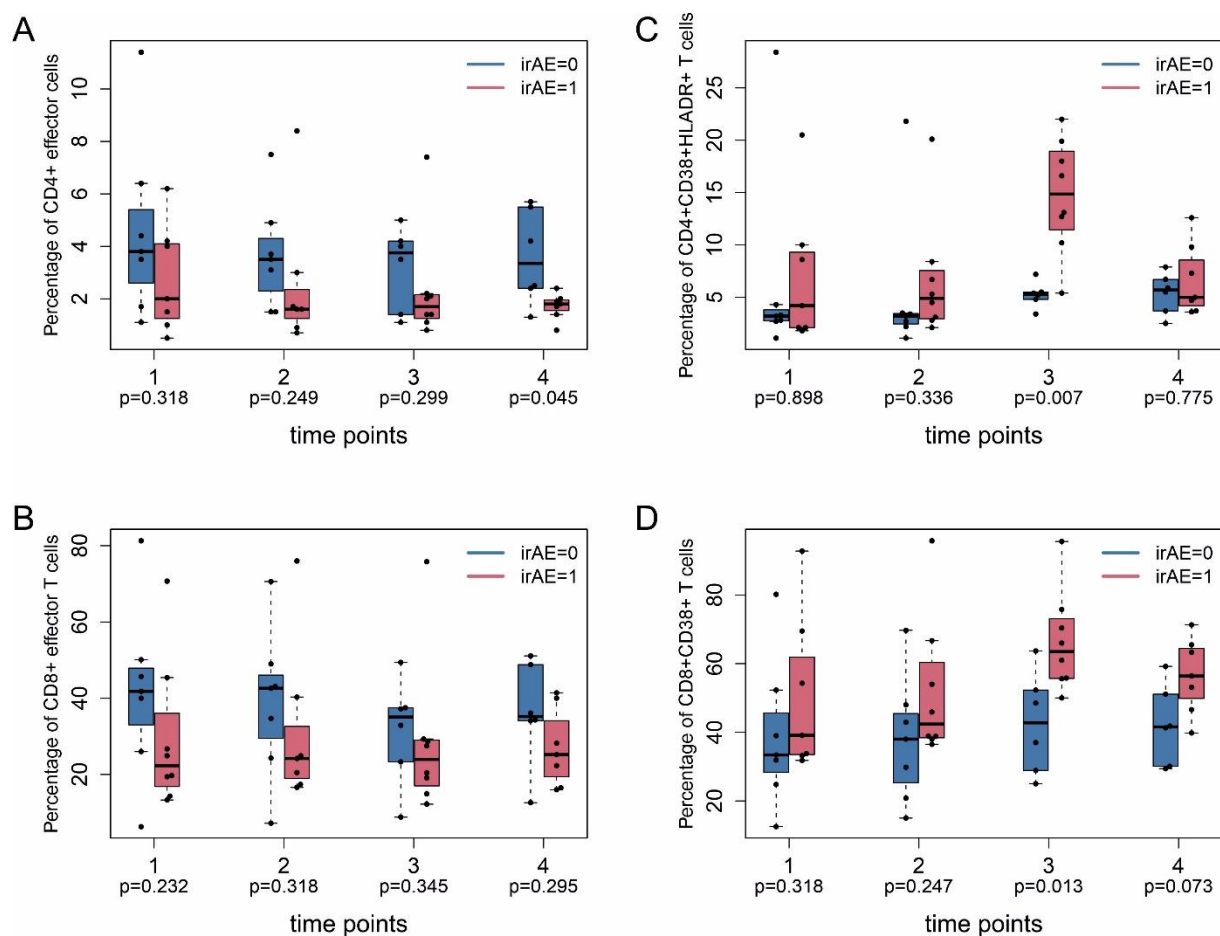 A
Percentage of CD4+ effector cells
10
8
6
4
2
irAE=0
irAE=1
1 2 3 4
p=0.318 p=0.249 p=0.299 p=0.045
time points
C
Percentage of CD4+CD38+HLADR+ T cells
25
20
15
10
5
irAE=0
irAE=1
1 2 3 4
p=0.898 p=0.336 p=0.007 p=0.775
time points
B
Percentage of CD8+ effector T cells
80
60
40
20
irAE=0
irAE=1
1 2 3 4
p=0.232 p=0.318 p=0.345 p=0.295
time points
D
Percentage of CD8+CD38+ T cells
80
60
40
20
irAE=0
irAE=1
1 2 3 4
p=0.318 p=0.247 p=0.013 p=0.073
time points